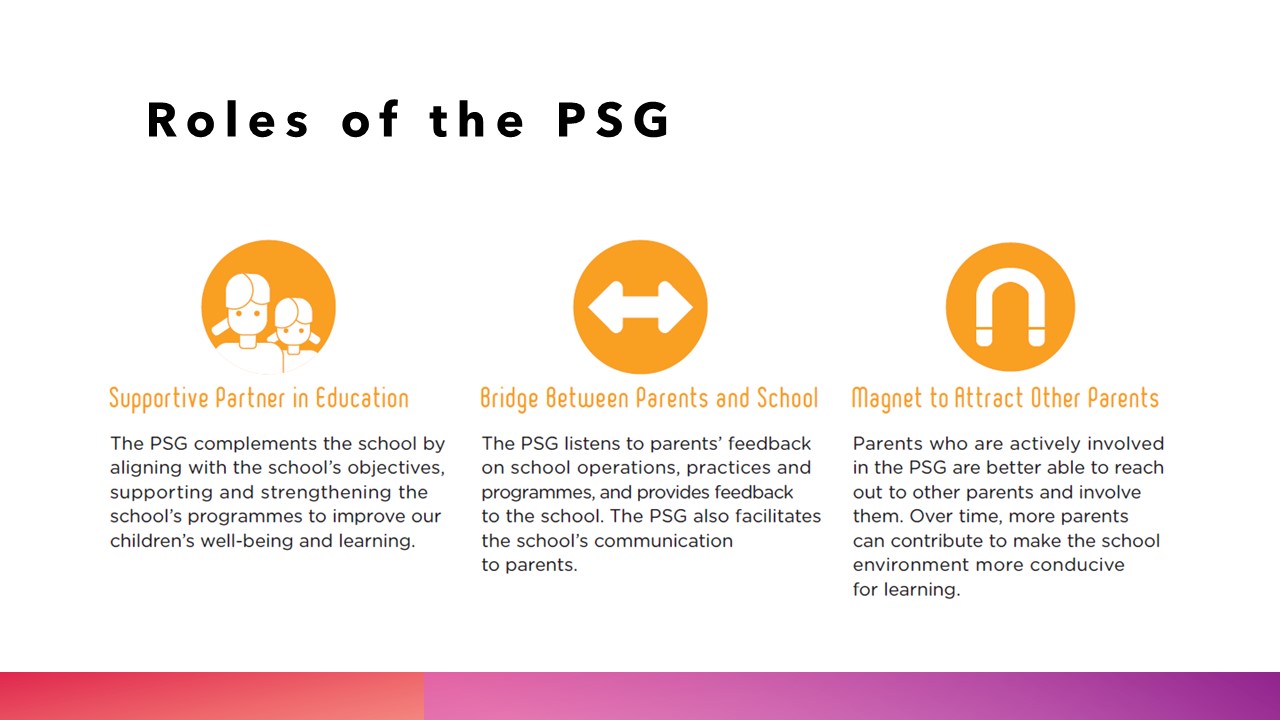 Roles of the PSG
Supportive Partner in Education
The PSG complements the school by
aligning with the school's objectives,
supporting and strengthening the
school's programmes to improve our
children's well-being and learning.
Bridge Between Parents and School
The PSG listens to parents' feedback
on school operations, practices and
programmes, and provides feedback
to the school. The PSG also facilitates
the school's communication
to parents.
Magnet to Attract Other Parents
Parents who are actively involved
in the PSG are better able to reach
out to other parents and involve
them. Over time, more parents
can contribute to make the school
environment more conducive
for learning.